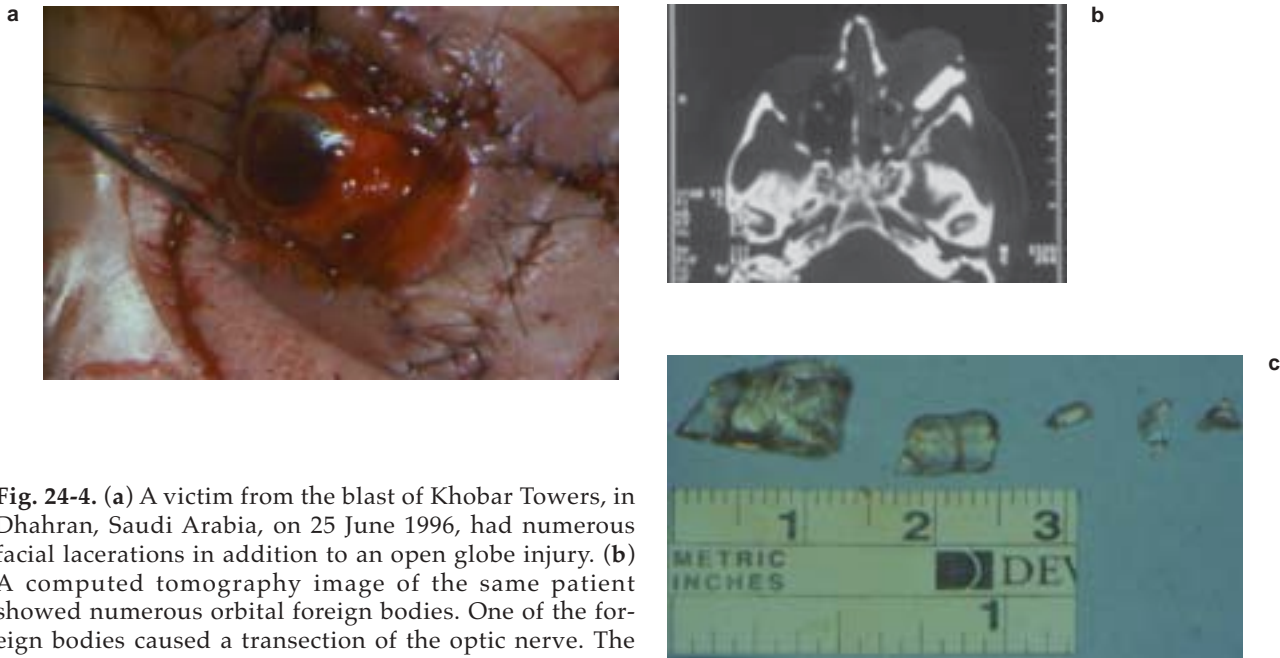 a
b
c
1 2 3
METRIC
INCHES
1
Fig. 24-4. (a) A victim from the blast of Khobar Towers, in
Dhahran, Saudi Arabia, on 25 June 1996, had numerous
facial lacerations in addition to an open globe injury. (b)
A computed tomography image of the same patient
showed numerous orbital foreign bodies. One of the for-
eign bodies caused a transection of the optic nerve. The